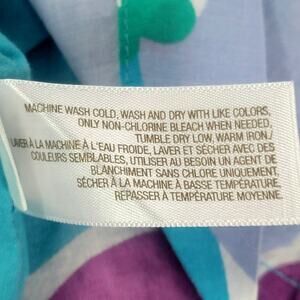 MACHINE WASH COLD, WASH AND DRY WITH LIKE COLORS,
ONLY NON-CHLORINE BLEACH WHEN NEEDED,
TUMBLE DRY LOW, WARM IRON./
LAVER À LA MACHINE À L'EAU FROIDE, LAVER ET SÉCHER AVEC DES
COULEURS SEMBLABLES, UTILISER AU BESOIN UN AGENT DE
BLANCHIMENT SANS CHLORE UNIQUEMENT,
SÉCHER À LA MACHINE À BASSE TEMPÉRATURE,
REPASSER À TEMPÉRATURE MOYENNE.